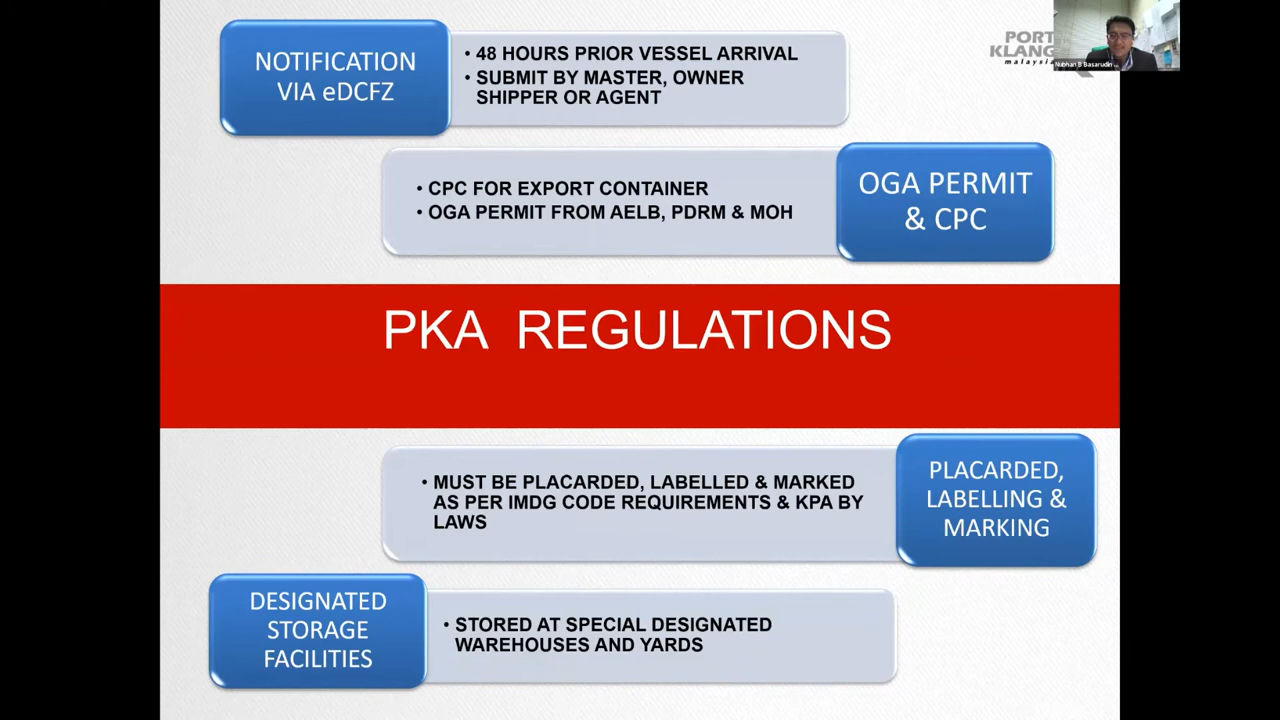 NOTIFICATION
VIA eDCFZ
• 48 HOURS PRIOR VESSEL ARRIVAL
• SUBMIT BY MASTER, OWNER
SHIPPER OR AGENT
PORT
KLANG
malaysia
Nubhan B Basarudin ...
• CPC FOR EXPORT CONTAINER
• OGA PERMIT FROM AELB, PDRM & MOH
OGA PERMIT
& CPC
PKA REGULATIONS
• MUST BE PLACARDED, LABELLED & MARKED
AS PER IMDG CODE REQUIREMENTS & KPA BY
LAWS
PLACARDED,
LABELLING &
MARKING
DESIGNATED
STORAGE
FACILITIES
• STORED AT SPECIAL DESIGNATED
WAREHOUSES AND YARDS